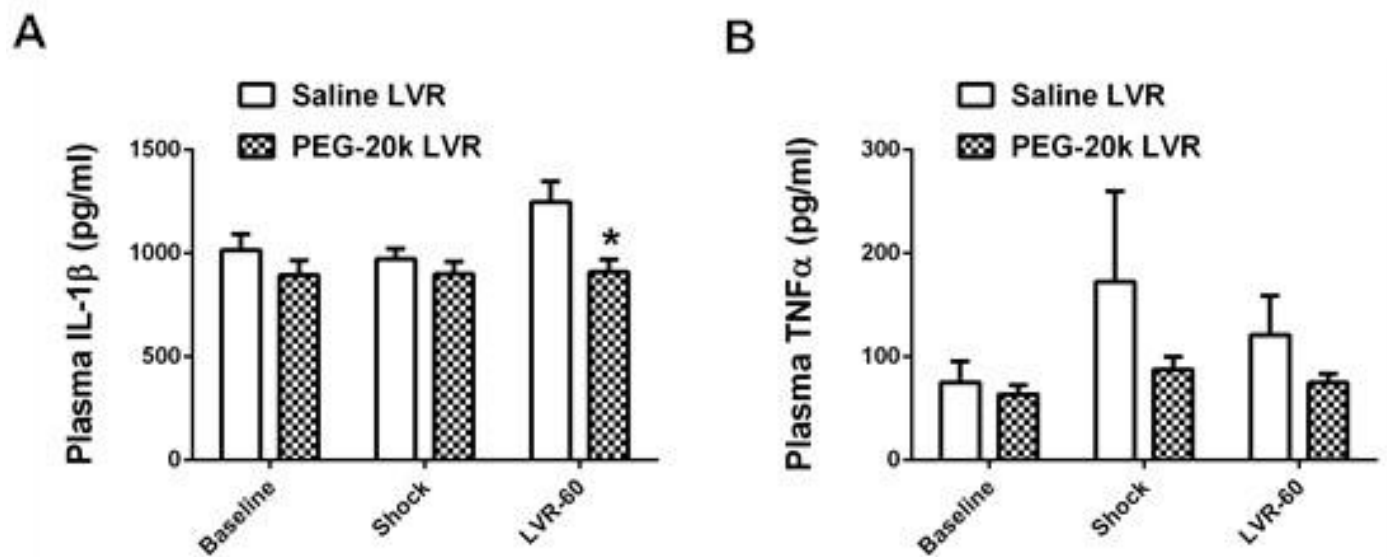 A
Saline LVR
PEG-20k LVR
Plasma IL-1β (pg/ml)
1500
1000
500
0
*
Baseline
Shock
LVR-60
B
Saline LVR
PEG-20k LVR
Plasma TNFα (pg/ml)
300
200
100
0
Baseline
Shock
LVR-60